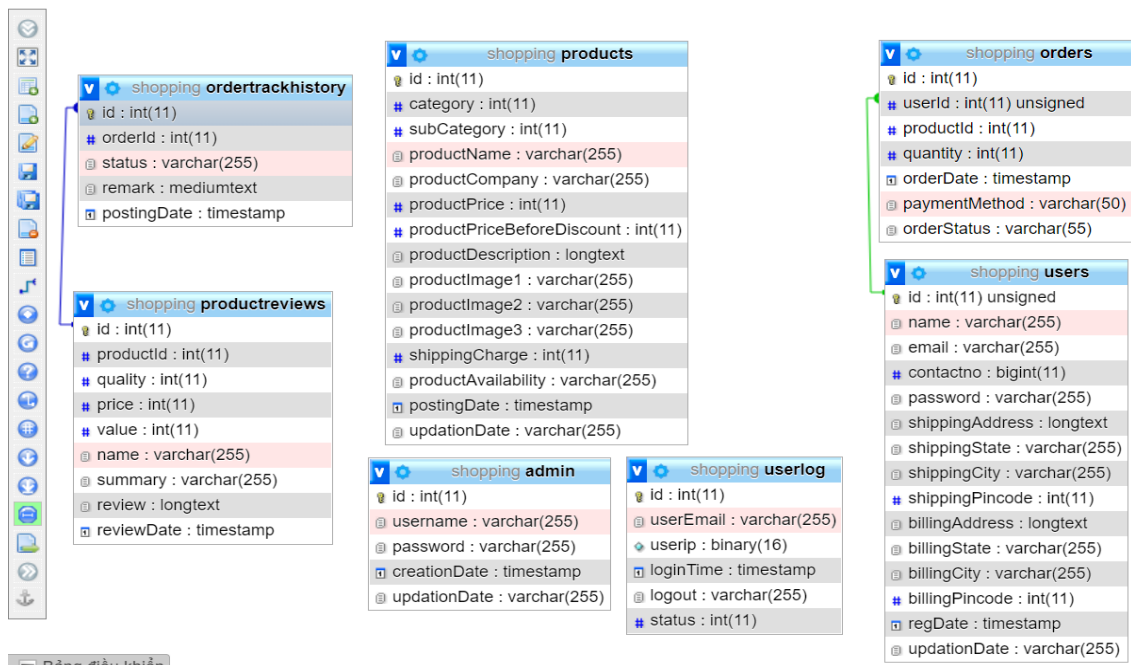 shopping ordertrackhistory
id : int(11)
orderId : int(11)
status : varchar(255)
remark : mediumtext
postingDate : timestamp
shopping productreviews
id : int(11)
productId : int(11)
quality : int(11)
price : int(11)
value : int(11)
name : varchar(255)
summary : varchar(255)
review : longtext
reviewDate : timestamp
shopping products
id : int(11)
category : int(11)
subCategory : int(11)
productName : varchar(255)
productCompany : varchar(255)
productPrice : int(11)
productPriceBeforeDiscount : int(11)
productDescription : longtext
productImage1 : varchar(255)
productImage2 : varchar(255)
productImage3 : varchar(255)
shippingCharge : int(11)
productAvailability : varchar(255)
postingDate : timestamp
updationDate : varchar(255)
shopping admin
id : int(11)
username : varchar(255)
password : varchar(255)
creationDate : timestamp
updationDate : varchar(255)
shopping userlog
id : int(11)
userEmail : varchar(255)
userip : binary(16)
loginTime : timestamp
logout : varchar(255)
status : int(11)
shopping orders
id : int(11)
userId : int(11) unsigned
productId : int(11)
quantity : int(11)
orderDate : timestamp
paymentMethod : varchar(50)
orderStatus : varchar(55)
shopping users
id : int(11) unsigned
name : varchar(255)
email : varchar(255)
contactno : bigint(11)
password : varchar(255)
shippingAddress : longtext
shippingState : varchar(255)
shippingCity : varchar(255)
shippingPincode : int(11)
billingAddress : longtext
billingState : varchar(255)
billingCity : varchar(255)
billingPincode : int(11)
regDate : timestamp
updationDate : varchar(255)
Bảng điều khiển